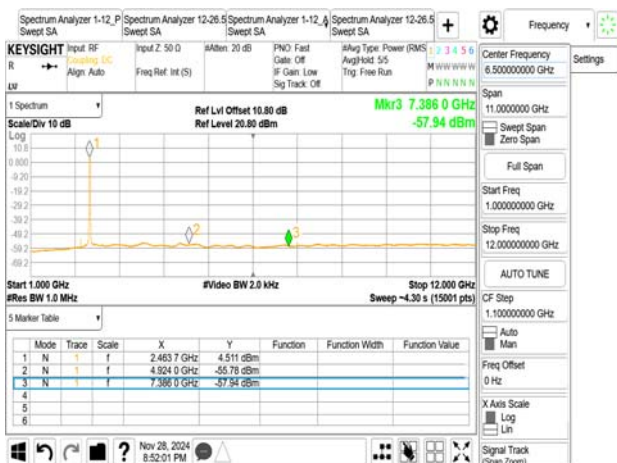 Spectrum Analyzer 1-12_P
Swept SA
Spectrum Analyzer 12-26.5
Swept SA
Spectrum Analyzer 1-12_A
Swept SA
Spectrum Analyzer 12-26.5
Swept SA
+
Frequency
KEYSIGHT
R
Input: RF
Coupling: DC
Align: Auto
Input Z: 50 Ω
Freq Ref: Int (S)
#Atten: 20 dB
PNO: Fast
Gate: Off
IF Gain: Low
Sig Track: Off
#Avg Type: Power (RMS
Avg|Hold: 5/5
Trig: Free Run
1 2 3 4 5 6
M W W W W W
P N N N N N
1 Spectrum
Scale/Div 10 dB
Log
Ref Lvl Offset 10.80 dB
Ref Level 20.80 dBm
Mkr3 7.386 0 GHz
-57.94 dBm
10.8
0.800
-9.20
-19.2
-29.2
-39.2
-49.2
-59.2
-69.2
1
2
3
Start 1.000 GHz
#Res BW 1.0 MHz
#Video BW 2.0 kHz
Stop 12.000 GHz
Sweep ~4.30 s (15001 pts)
5 Marker Table
Mode Trace Scale X Y Function Function Width Function Value
1 N 1 f 2.463 7 GHz 4.511 dBm
2 N 1 f 4.924 0 GHz -55.78 dBm
3 N 1 f 7.386 0 GHz -57.94 dBm
4
5
6
?
Nov 28, 2024
8:52:01 PM
Center Frequency
6.500000000 GHz
Settings
Span
11.0000000 GHz
Swept Span
Zero Span
Full Span
Start Freq
1.000000000 GHz
Stop Freq
12.000000000 GHz
AUTO TUNE
CF Step
1.100000000 GHz
Auto
Man
Freq Offset
0 Hz
X Axis Scale
Log
Lin
Signal Track
(Span Zoom)